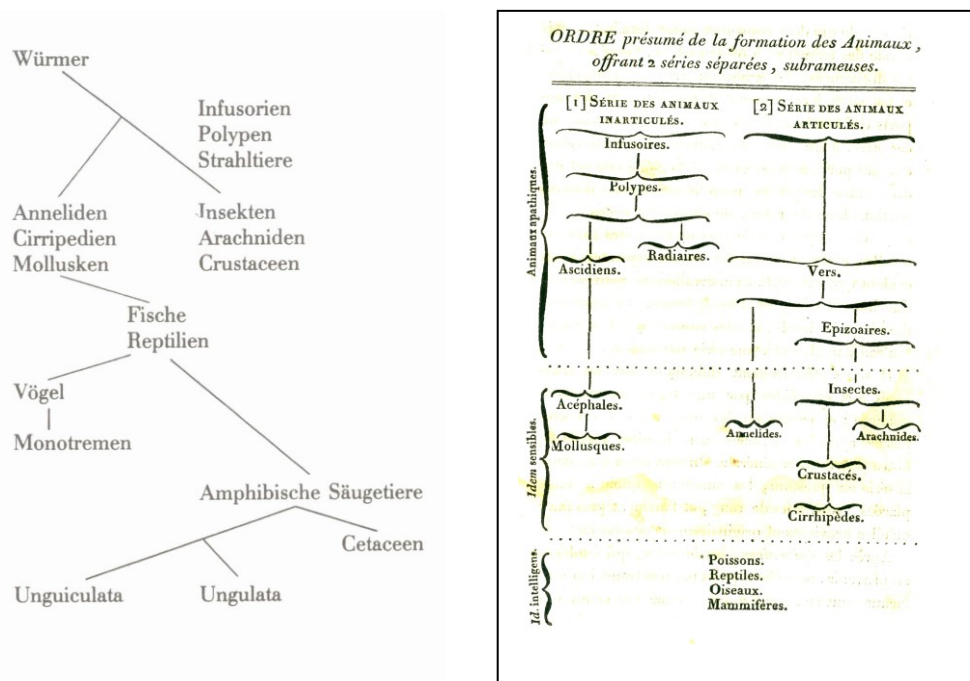 Würmer
Infusorien
Polypen
Strahltiere
Anneliden
Cirripedien
Mollusken
Insekten
Arachniden
Crustaceen
Fische
Reptilien
Vögel
Monotremen
Amphibische Säugetiere
Cetaceen
Unguiculata
Ungulata
ORDRE présumé de la formation des Animaux,
offrant 2 séries séparées, subrameuses.
[1] SÉRIE DES ANIMAUX
INARTICULÉS.
[2] SÉRIE DES ANIMAUX
ARTICULÉS.
Animaux apathiques.
Infusoires.
Polypes.
Ascidiens.
Radiaires.
Vers.
Epizoaires.
Idem sensibles.
Acéphales.
Mollusques.
Annelides.
Insectes.
Arachnides.
Crustacés.
Cirrhipèdes.
Id. intelligens.
Poissons.
Reptiles.
Oiseaux.
Mammifères.